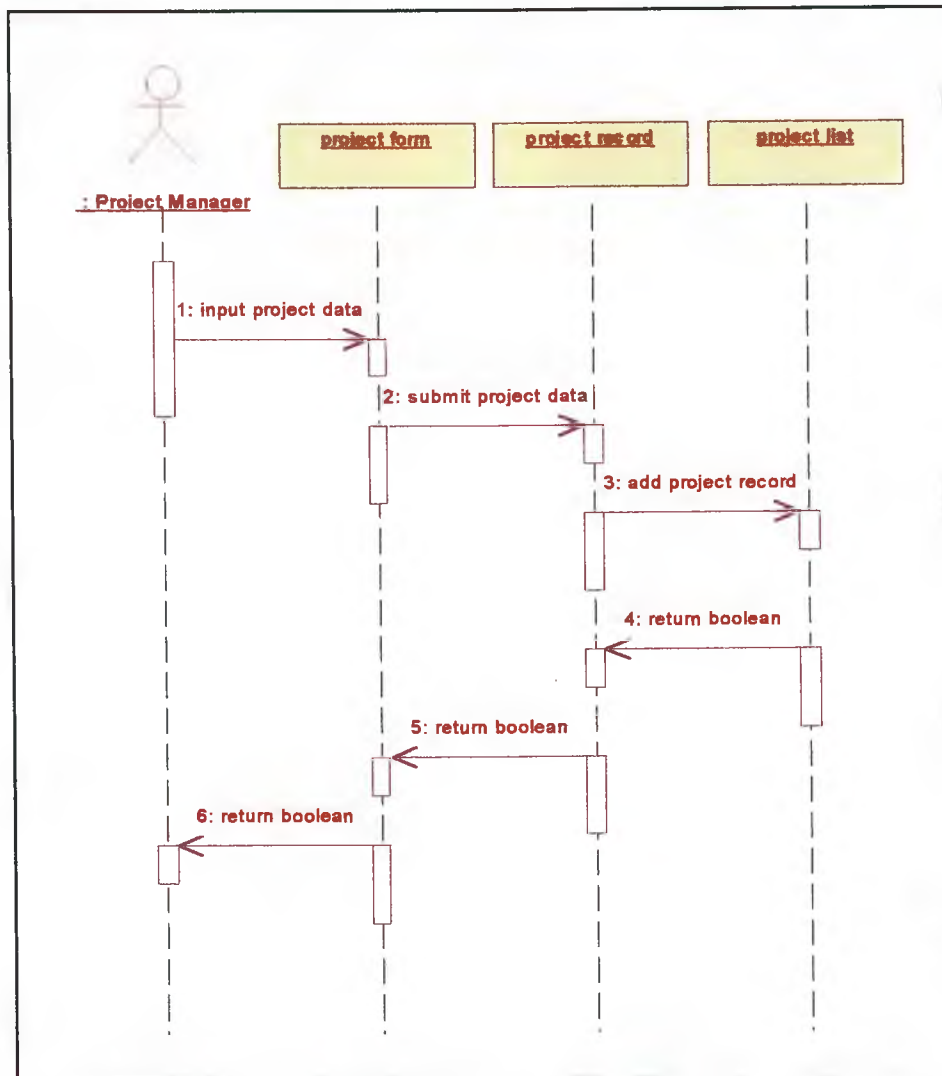 project form
project record
project list
: Project Manager
1: input project data
2: submit project data
3: add project record
4: return boolean
5: return boolean
6: return boolean